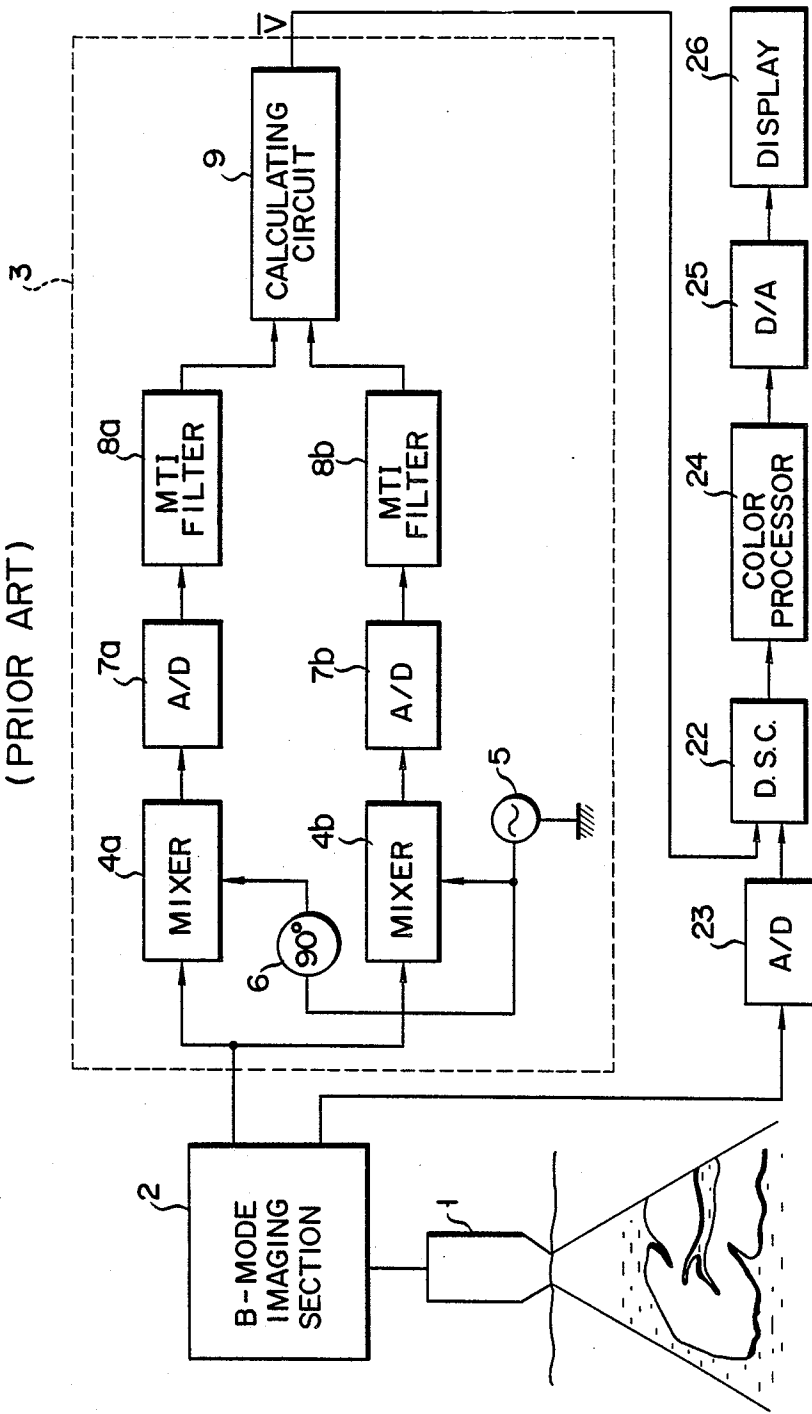 (PRIOR ART)
3
2
B-MODE
IMAGING
SECTION
1
4a
MIXER
7a
A/D
8a
MTI
FILTER
9
CALCULATING
CIRCUIT
V̅
6
90°
4b
MIXER
7b
A/D
8b
MTI
FILTER
5
23
A/D
22
D.S.C.
24
COLOR
PROCESSOR
25
D/A
26
DISPLAY